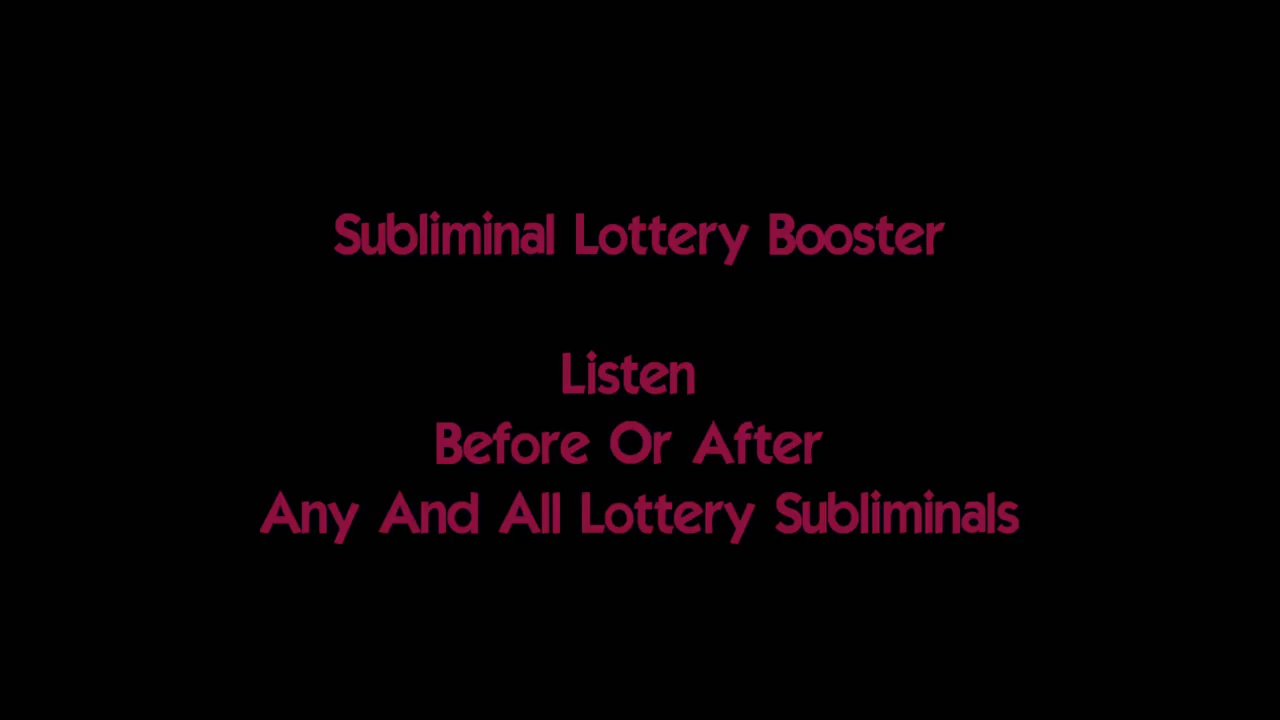 Subliminal Lottery Booster
Listen
Before Or After
Any And All Lottery Subliminals